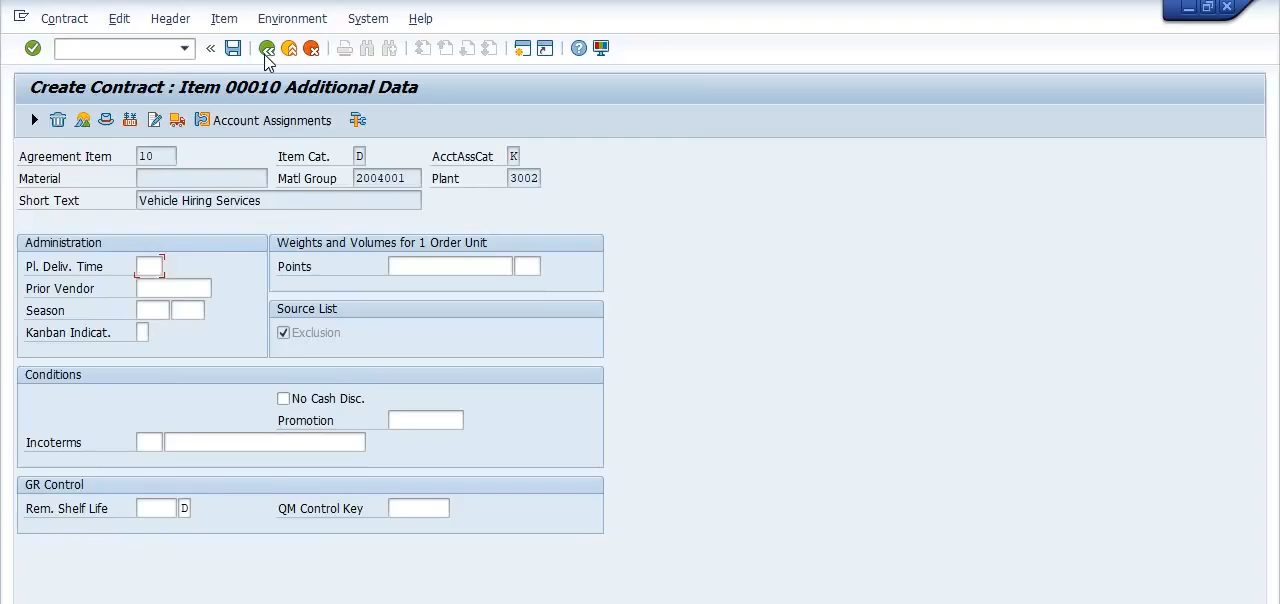 Contract Edit Header Item Environment System Help
Create Contract : Item 00010 Additional Data
Account Assignments
Agreement Item 10 Item Cat. D AcctAssCat K
Material Matl Group 2004001 Plant 3002
Short Text Vehicle Hiring Services
Administration Weights and Volumes for 1 Order Unit
Pl. Deliv. Time Points
Prior Vendor
Season Source List
Kanban Indicat. Exclusion
Conditions
No Cash Disc.
Promotion
Incoterms
GR Control
Rem. Shelf Life D QM Control Key